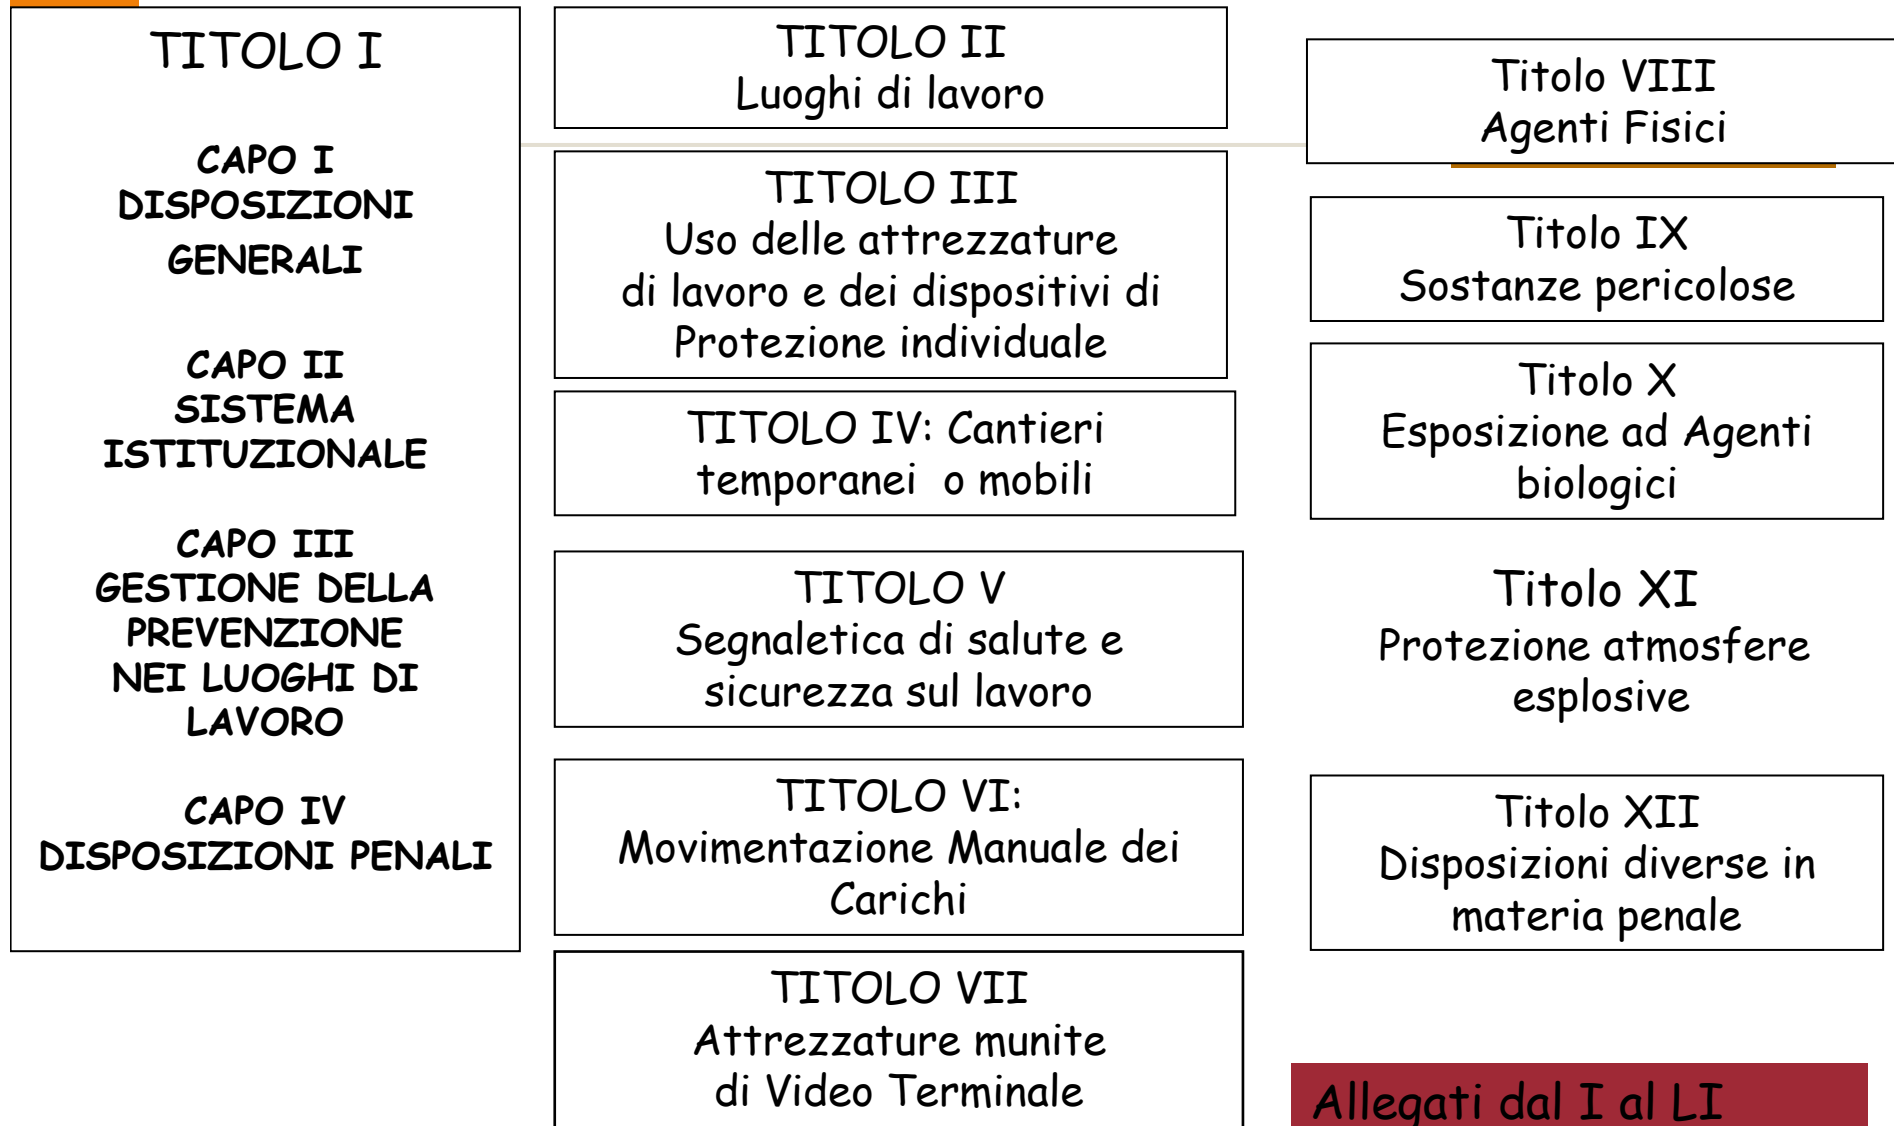 TITOLO I
CAPO I
DISPOSIZIONI
GENERALI
CAPO II
SISTEMA
ISTITUZIONALE
CAPO III
GESTIONE DELLA
PREVENZIONE
NEI LUOGHI DI
LAVORO
CAPO IV
DISPOSIZIONI PENALI
TITOLO II
Luoghi di lavoro
TITOLO III
Uso delle attrezzature
di lavoro e dei dispositivi di
Protezione individuale
TITOLO IV: Cantieri
temporanei o mobili
TITOLO V
Segnaletica di salute e
sicurezza sul lavoro
TITOLO VI:
Movimentazione Manuale dei
Carichi
TITOLO VII
Attrezzature munite
di Video Terminale
Titolo VIII
Agenti Fisici
Titolo IX
Sostanze pericolose
Titolo X
Esposizione ad Agenti
biologici
Titolo XI
Protezione atmosfere
esplosive
Titolo XII
Disposizioni diverse in
materia penale
Allegati dal I al LI